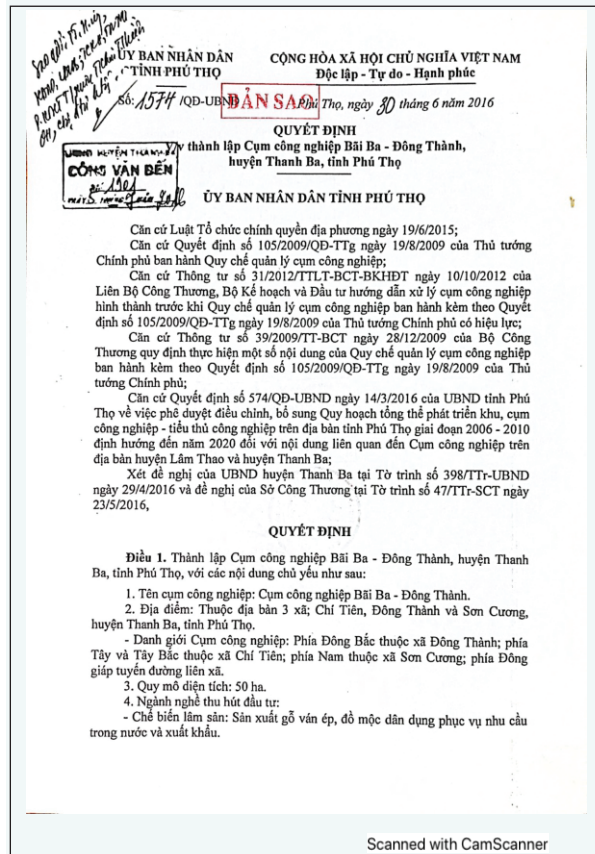 ỦY BAN NHÂN DÂN
TỈNH PHÚ THỌ
CỘNG HÒA XÃ HỘI CHỦ NGHĨA VIỆT NAM
Độc lập - Tự do - Hạnh phúc
Số: 1574 /QĐ-UBND
BẢN SAO
Phú Thọ, ngày 30 tháng 6 năm 2016
QUYẾT ĐỊNH
thành lập Cụm công nghiệp Bãi Ba - Đông Thành,
huyện Thanh Ba, tỉnh Phú Thọ
UBND HUYỆN THANH BA
CÔNG VĂN ĐẾN
Số: 1901
ỦY BAN NHÂN DÂN TỈNH PHÚ THỌ
Căn cứ Luật Tổ chức chính quyền địa phương ngày 19/6/2015;
Căn cứ Quyết định số 105/2009/QĐ-TTg ngày 19/8/2009 của Thủ tướng
Chính phủ ban hành Quy chế quản lý cụm công nghiệp;
Căn cứ Thông tư số 31/2012/TTLT-BCT-BKHĐT ngày 10/10/2012 của
Liên Bộ Công Thương, Bộ Kế hoạch và Đầu tư hướng dẫn xử lý cụm công nghiệp
hình thành trước khi Quy chế quản lý cụm công nghiệp ban hành kèm theo Quyết
định số 105/2009/QĐ-TTg ngày 19/8/2009 của Thủ tướng Chính phủ có hiệu lực;
Căn cứ Thông tư số 39/2009/TT-BCT ngày 28/12/2009 của Bộ Công
Thương quy định thực hiện một số nội dung của Quy chế quản lý cụm công nghiệp
ban hành kèm theo Quyết định số 105/2009/QĐ-TTg ngày 19/8/2009 của Thủ
tướng Chính phủ;
Căn cứ Quyết định số 574/QĐ-UBND ngày 14/3/2016 của UBND tỉnh Phú
Thọ về việc phê duyệt điều chỉnh, bổ sung Quy hoạch tổng thể phát triển khu, cụm
công nghiệp - tiểu thủ công nghiệp trên địa bàn tỉnh Phú Thọ giai đoạn 2006 - 2010
định hướng đến năm 2020 đối với nội dung liên quan đến Cụm công nghiệp trên
địa bàn huyện Lâm Thao và huyện Thanh Ba;
Xét đề nghị của UBND huyện Thanh Ba tại Tờ trình số 398/TTr-UBND
ngày 29/4/2016 và đề nghị của Sở Công Thương tại Tờ trình số 47/TTr-SCT ngày
23/5/2016,
QUYẾT ĐỊNH
Điều 1. Thành lập Cụm công nghiệp Bãi Ba - Đông Thành, huyện Thanh
Ba, tỉnh Phú Thọ, với các nội dung chủ yếu như sau:
1. Tên cụm công nghiệp: Cụm công nghiệp Bãi Ba - Đông Thành.
2. Địa điểm: Thuộc địa bàn 3 xã; Chí Tiên, Đông Thành và Sơn Cương,
huyện Thanh Ba, tỉnh Phú Thọ.
- Danh giới Cụm công nghiệp: Phía Đông Bắc thuộc xã Đông Thành; phía
Tây và Tây Bắc thuộc xã Chí Tiên; phía Nam thuộc xã Sơn Cương; phía Đông
giáp tuyến đường liên xã.
3. Quy mô diện tích: 50 ha.
4. Ngành nghề thu hút đầu tư:
- Chế biến lâm sản: Sản xuất gỗ ván ép, đồ mộc dân dụng phục vụ nhu cầu
trong nước và xuất khẩu.
Scanned with CamScanner